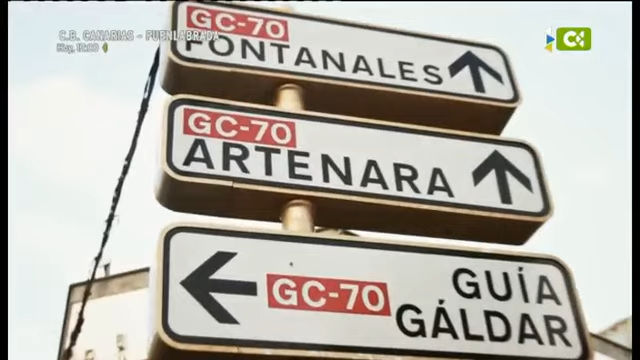 C.B. CANARIAS - FUENLABRADA
GC-70
FONTANALES
GC-70
ARTENARA
GC-70
GUÍA
GÁLDAR